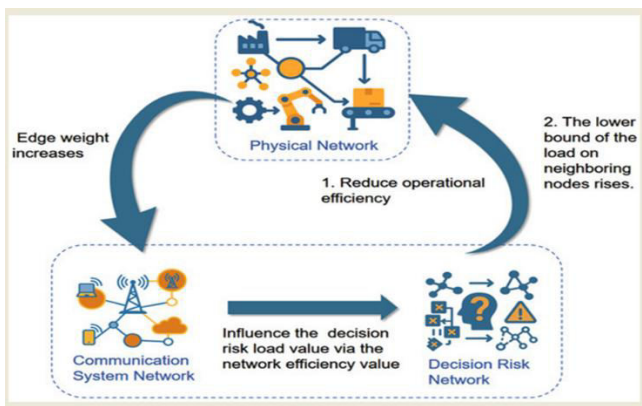 Physical Network
Edge weight
increases
1. Reduce operational
efficiency
2. The lower
bound of the
load on
neighboring
nodes rises.
Communication
System Network
Influence the decision
risk load value via the
network efficiency value
Decision Risk
Network